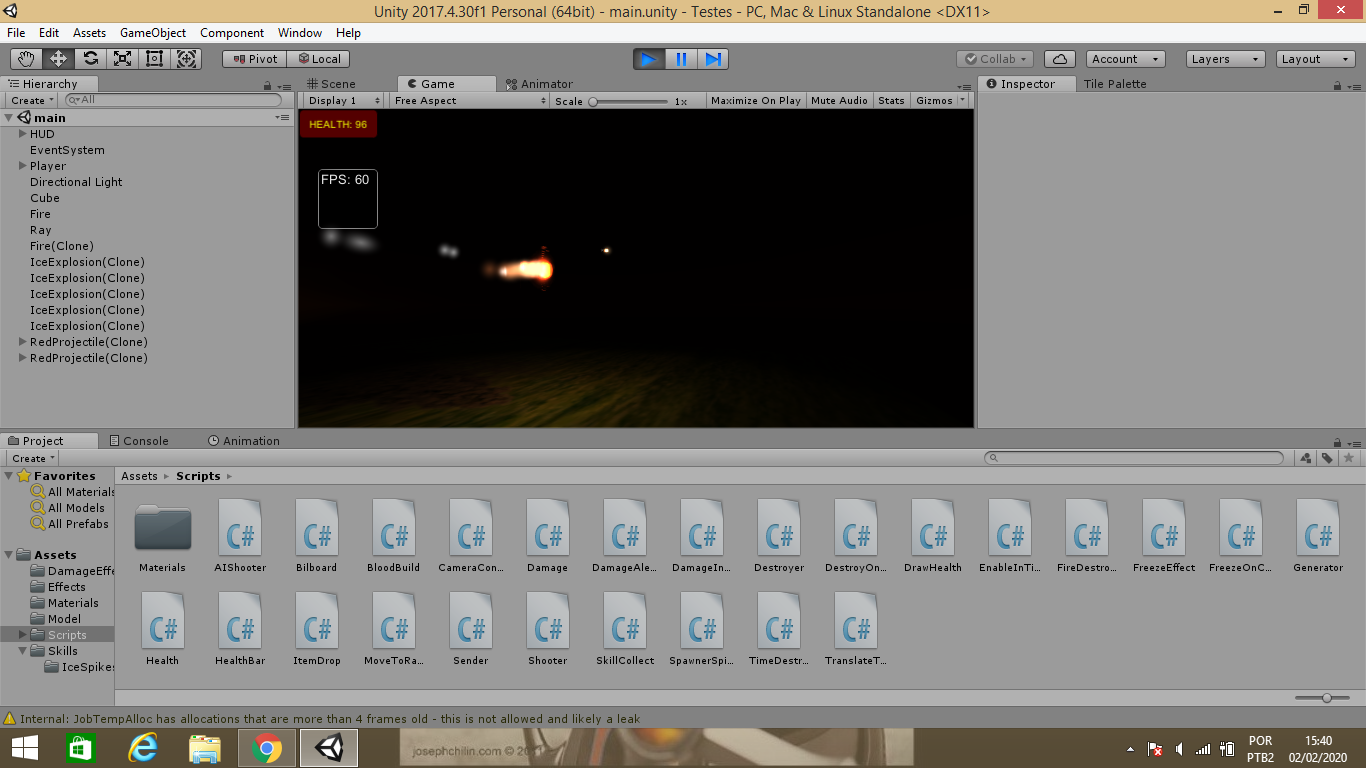 Unity 2017.4.30f1 Personal (64bit) - main.unity - Testes - PC, Mac & Linux Standalone <DX11>
File Edit Assets GameObject Component Window Help
Pivot Local Collab Account Layers Layout
Hierarchy Scene Game Animator Inspector Tile Palette
Create All Display 1 Free Aspect Scale 1x Maximize On Play Mute Audio Stats Gizmos
main
HUD
EventSystem
Player
Directional Light
Cube
Fire
Ray
Fire(Clone)
IceExplosion(Clone)
IceExplosion(Clone)
IceExplosion(Clone)
IceExplosion(Clone)
IceExplosion(Clone)
RedProjectile(Clone)
RedProjectile(Clone)
HEALTH: 96
FPS: 60
Project Console Animation
Create
Favorites
All Materials
All Models
All Prefabs
Assets
DamageEffe
Effects
Materials
Model
Scripts
Skills
IceSpikes
Assets Scripts
C# C# C# C# C# C# C# C# C# C# C# C# C# C# C#
Materials AIShooter Bilboard BloodBuild CameraCon... Damage DamageAle... DamageIn... Destroyer DestroyOn... DrawHealth EnableInTi... FireDestro... FreezeEffect FreezeOnC... Generator
C# C# C# C# C# C# C# C# C# C#
Health HealthBar ItemDrop MoveToRa... Sender Shooter SkillCollect SpawnerSpi... TimeDestr... TranslateT...
Internal: JobTempAlloc has allocations that are more than 4 frames old - this is not allowed and likely a leak
josephchilin.com ©
POR 15:40
PTB2 02/02/2020